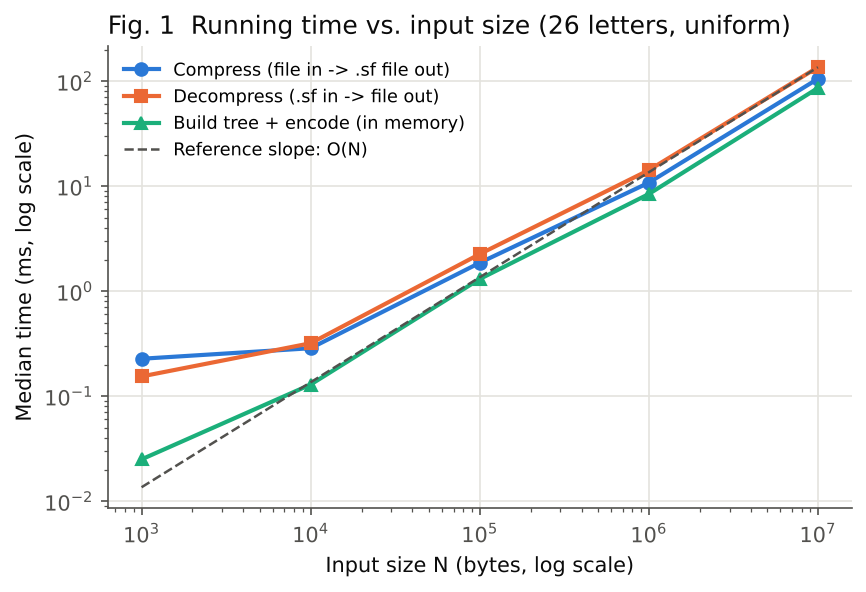 Fig. 1  Running time vs. input size (26 letters, uniform)
Compress (file in -> .sf file out)
Decompress (.sf in -> file out)
Build tree + encode (in memory)
Reference slope: O(N)
Median time (ms, log scale)
10²
10¹
10⁰
10⁻¹
10⁻²
10³ 10⁴ 10⁵ 10⁶ 10⁷
Input size N (bytes, log scale)